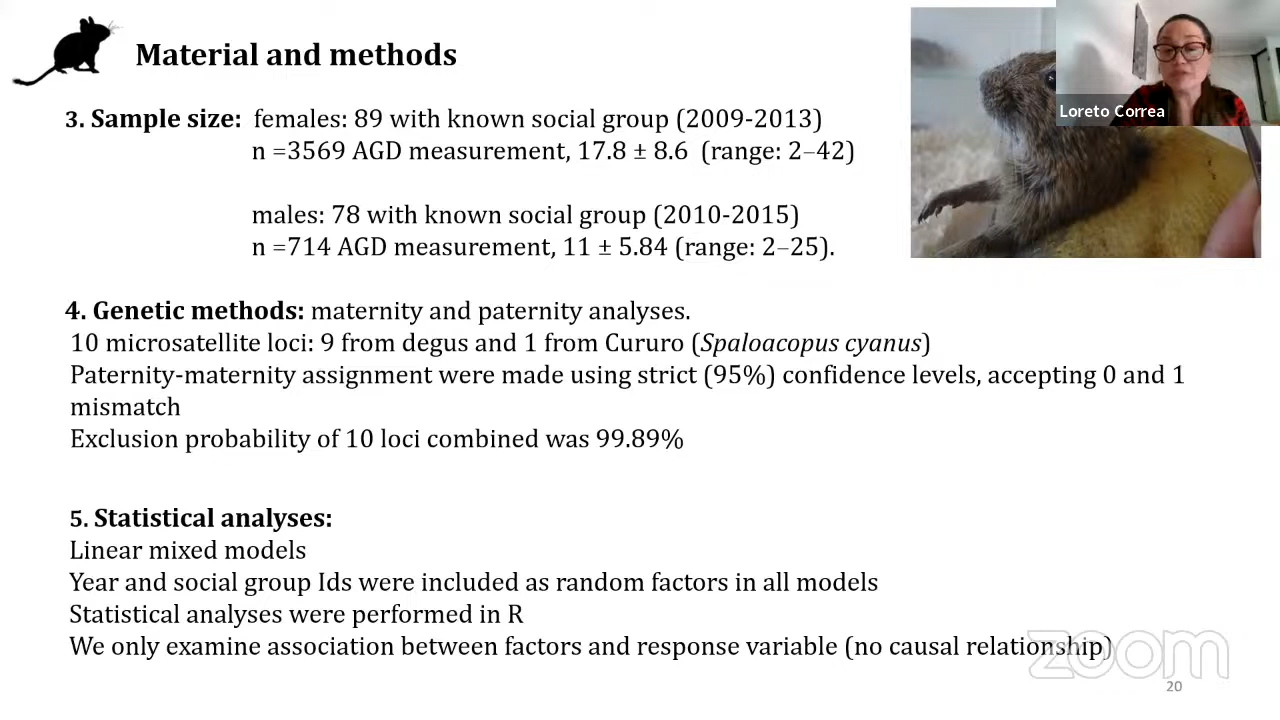 Material and methods
Loreto Correa
3. Sample size: females: 89 with known social group (2009-2013)
n =3569 AGD measurement, 17.8 ± 8.6 (range: 2–42)
males: 78 with known social group (2010-2015)
n =714 AGD measurement, 11 ± 5.84 (range: 2–25).
4. Genetic methods: maternity and paternity analyses.
10 microsatellite loci: 9 from degus and 1 from Cururo (Spaloacopus cyanus)
Paternity-maternity assignment were made using strict (95%) confidence levels, accepting 0 and 1
mismatch
Exclusion probability of 10 loci combined was 99.89%
5. Statistical analyses:
Linear mixed models
Year and social group Ids were included as random factors in all models
Statistical analyses were performed in R
We only examine association between factors and response variable (no causal relationship)
zoom
20